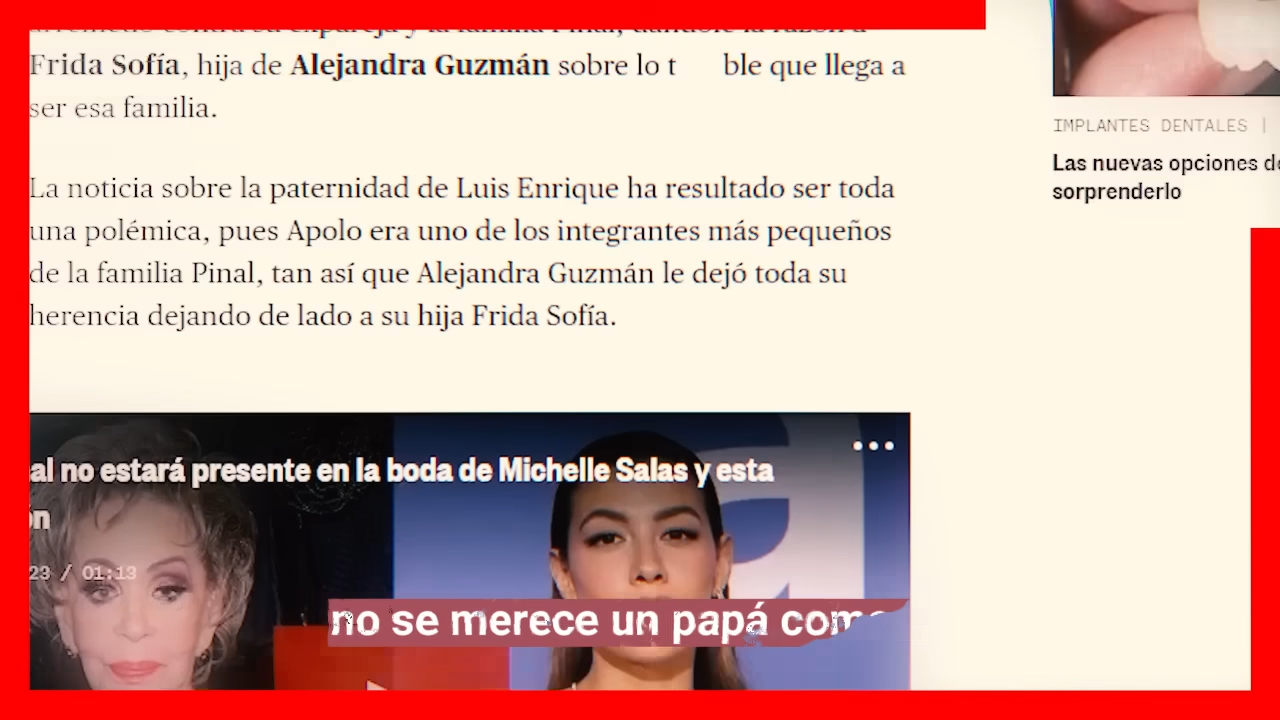 Frida Sofía, hija de Alejandra Guzmán sobre lo t ble que llega a
ser esa familia.
La noticia sobre la paternidad de Luis Enrique ha resultado ser toda
una polémica, pues Apolo era uno de los integrantes más pequeños
de la familia Pinal, tan así que Alejandra Guzmán le dejó toda su
herencia dejando de lado a su hija Frida Sofía.
al no estará presente en la boda de Michelle Salas y esta
ón
23 / 01:13
no se merece un papá como
IMPLANTES DENTALES |
Las nuevas opciones de
sorprenderlo